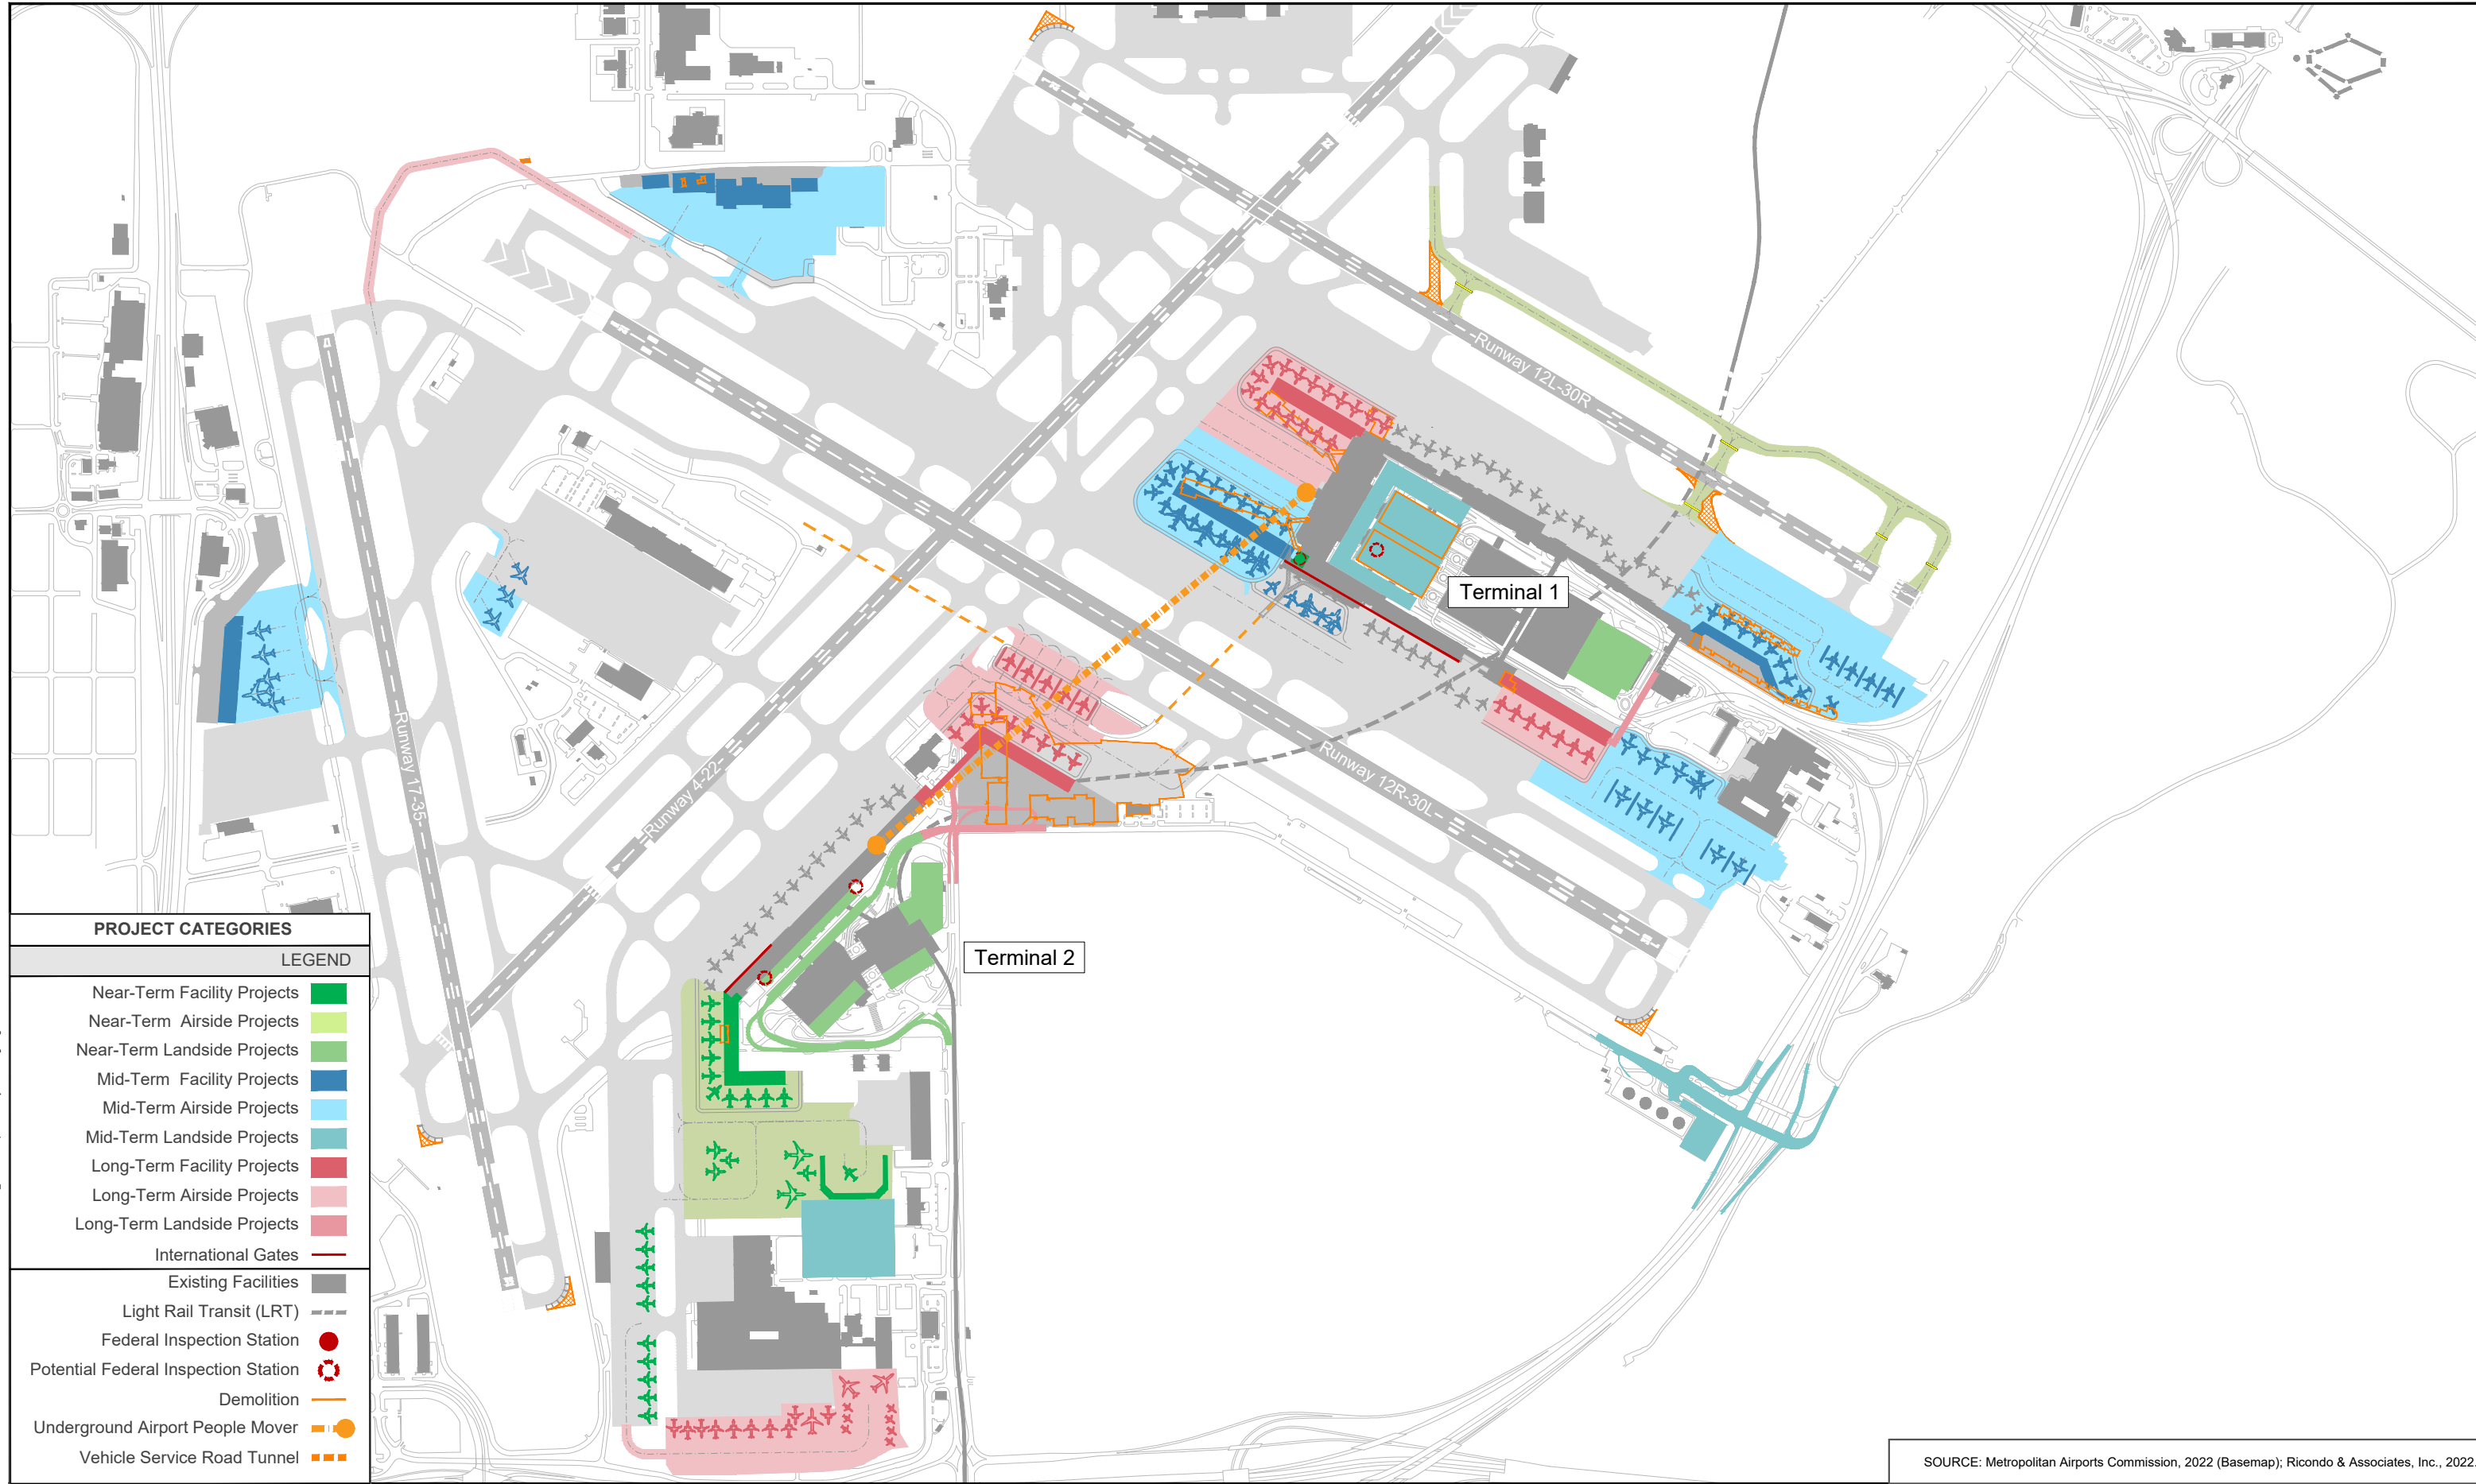 Runway 12L-30R
Terminal 1
Runway 17-35
Runway 4-22
Runway 12R-30L
Terminal 2
PROJECT CATEGORIES
LEGEND
Near-Term Facility Projects
Near-Term Airside Projects
Near-Term Landside Projects
Mid-Term Facility Projects
Mid-Term Airside Projects
Mid-Term Landside Projects
Long-Term Facility Projects
Long-Term Airside Projects
Long-Term Landside Projects
International Gates
Existing Facilities
Light Rail Transit (LRT)
Federal Inspection Station
Potential Federal Inspection Station
Demolition
Underground Airport People Mover
Vehicle Service Road Tunnel
SOURCE: Metropolitan Airports Commission, 2022 (Basemap); Ricondo & Associates, Inc., 2022.